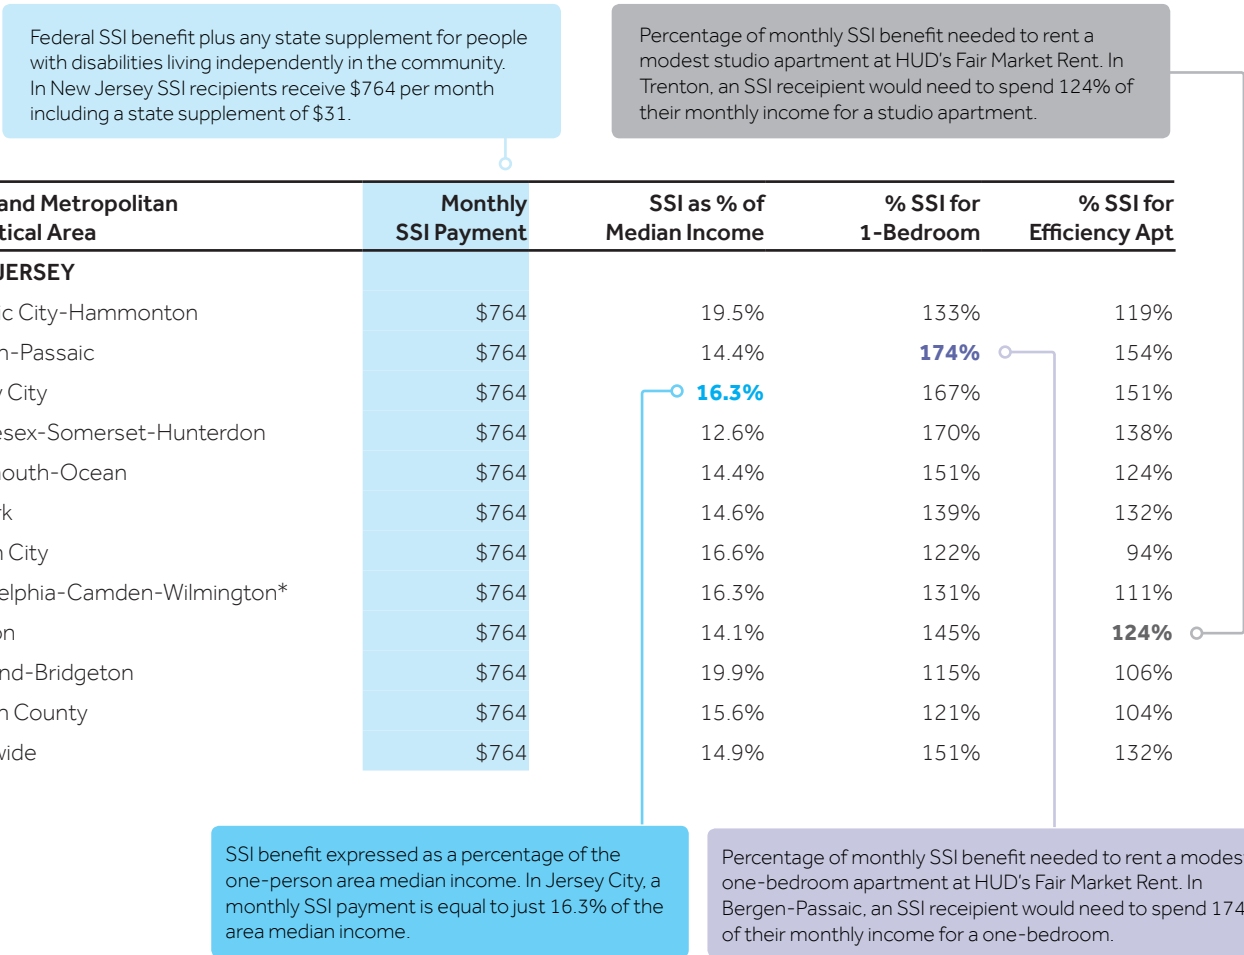 Federal SSI benefit plus any state supplement for people
with disabilities living independently in the community.
In New Jersey SSI recipients receive $764 per month
including a state supplement of $31.
Percentage of monthly SSI benefit needed to rent a
modest studio apartment at HUD's Fair Market Rent. In
Trenton, an SSI receipient would need to spend 124% of
their monthly income for a studio apartment.
and Metropolitan Monthly SSI as % of % SSI for % SSI for
tical Area SSI Payment Median Income 1-Bedroom Efficiency Apt
JERSEY
ic City-Hammonton $764 19.5% 133% 119%
n-Passaic $764 14.4% 174% 154%
y City $764 16.3% 167% 151%
esex-Somerset-Hunterdon $764 12.6% 170% 138%
outh-Ocean $764 14.4% 151% 124%
rk $764 14.6% 139% 132%
n City $764 16.6% 122% 94%
elphia-Camden-Wilmington* $764 16.3% 131% 111%
on $764 14.1% 145% 124%
nd-Bridgeton $764 19.9% 115% 106%
n County $764 15.6% 121% 104%
wide $764 14.9% 151% 132%
SSI benefit expressed as a percentage of the
one-person area median income. In Jersey City, a
monthly SSI payment is equal to just 16.3% of the
area median income.
Percentage of monthly SSI benefit needed to rent a modes
one-bedroom apartment at HUD's Fair Market Rent. In
Bergen-Passaic, an SSI receipient would need to spend 174
of their monthly income for a one-bedroom.